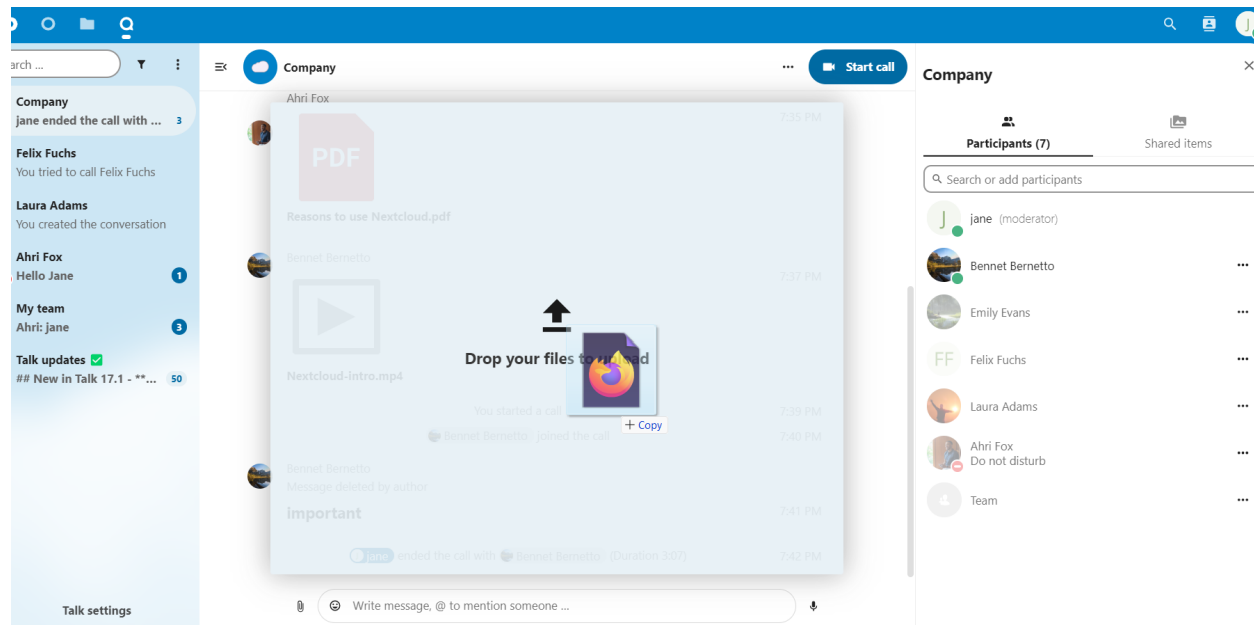 arch ...
Company
jane ended the call with ... 3
Felix Fuchs
You tried to call Felix Fuchs
Laura Adams
You created the conversation
Ahri Fox
Hello Jane 1
My team
Ahri: jane 3
Talk updates ✅
## New in Talk 17.1 - **... 50
Talk settings
Company
Start call
Ahri Fox
7:35 PM
PDF
Reasons to use Nextcloud.pdf
Bennet Bernetto
7:37 PM
Nextcloud-intro.mp4
Drop your files to upload
Copy
You started a call 7:39 PM
Bennet Bernetto joined the call 7:40 PM
Bennet Bernetto
Message deleted by author
important 7:41 PM
jane ended the call with Bennet Bernetto (Duration 3:07) 7:42 PM
Write message, @ to mention someone ...
Company
Participants (7)
Shared items
Search or add participants
J jane (moderator)
Bennet Bernetto
Emily Evans
FF Felix Fuchs
Laura Adams
Ahri Fox
Do not disturb
4 Team
J